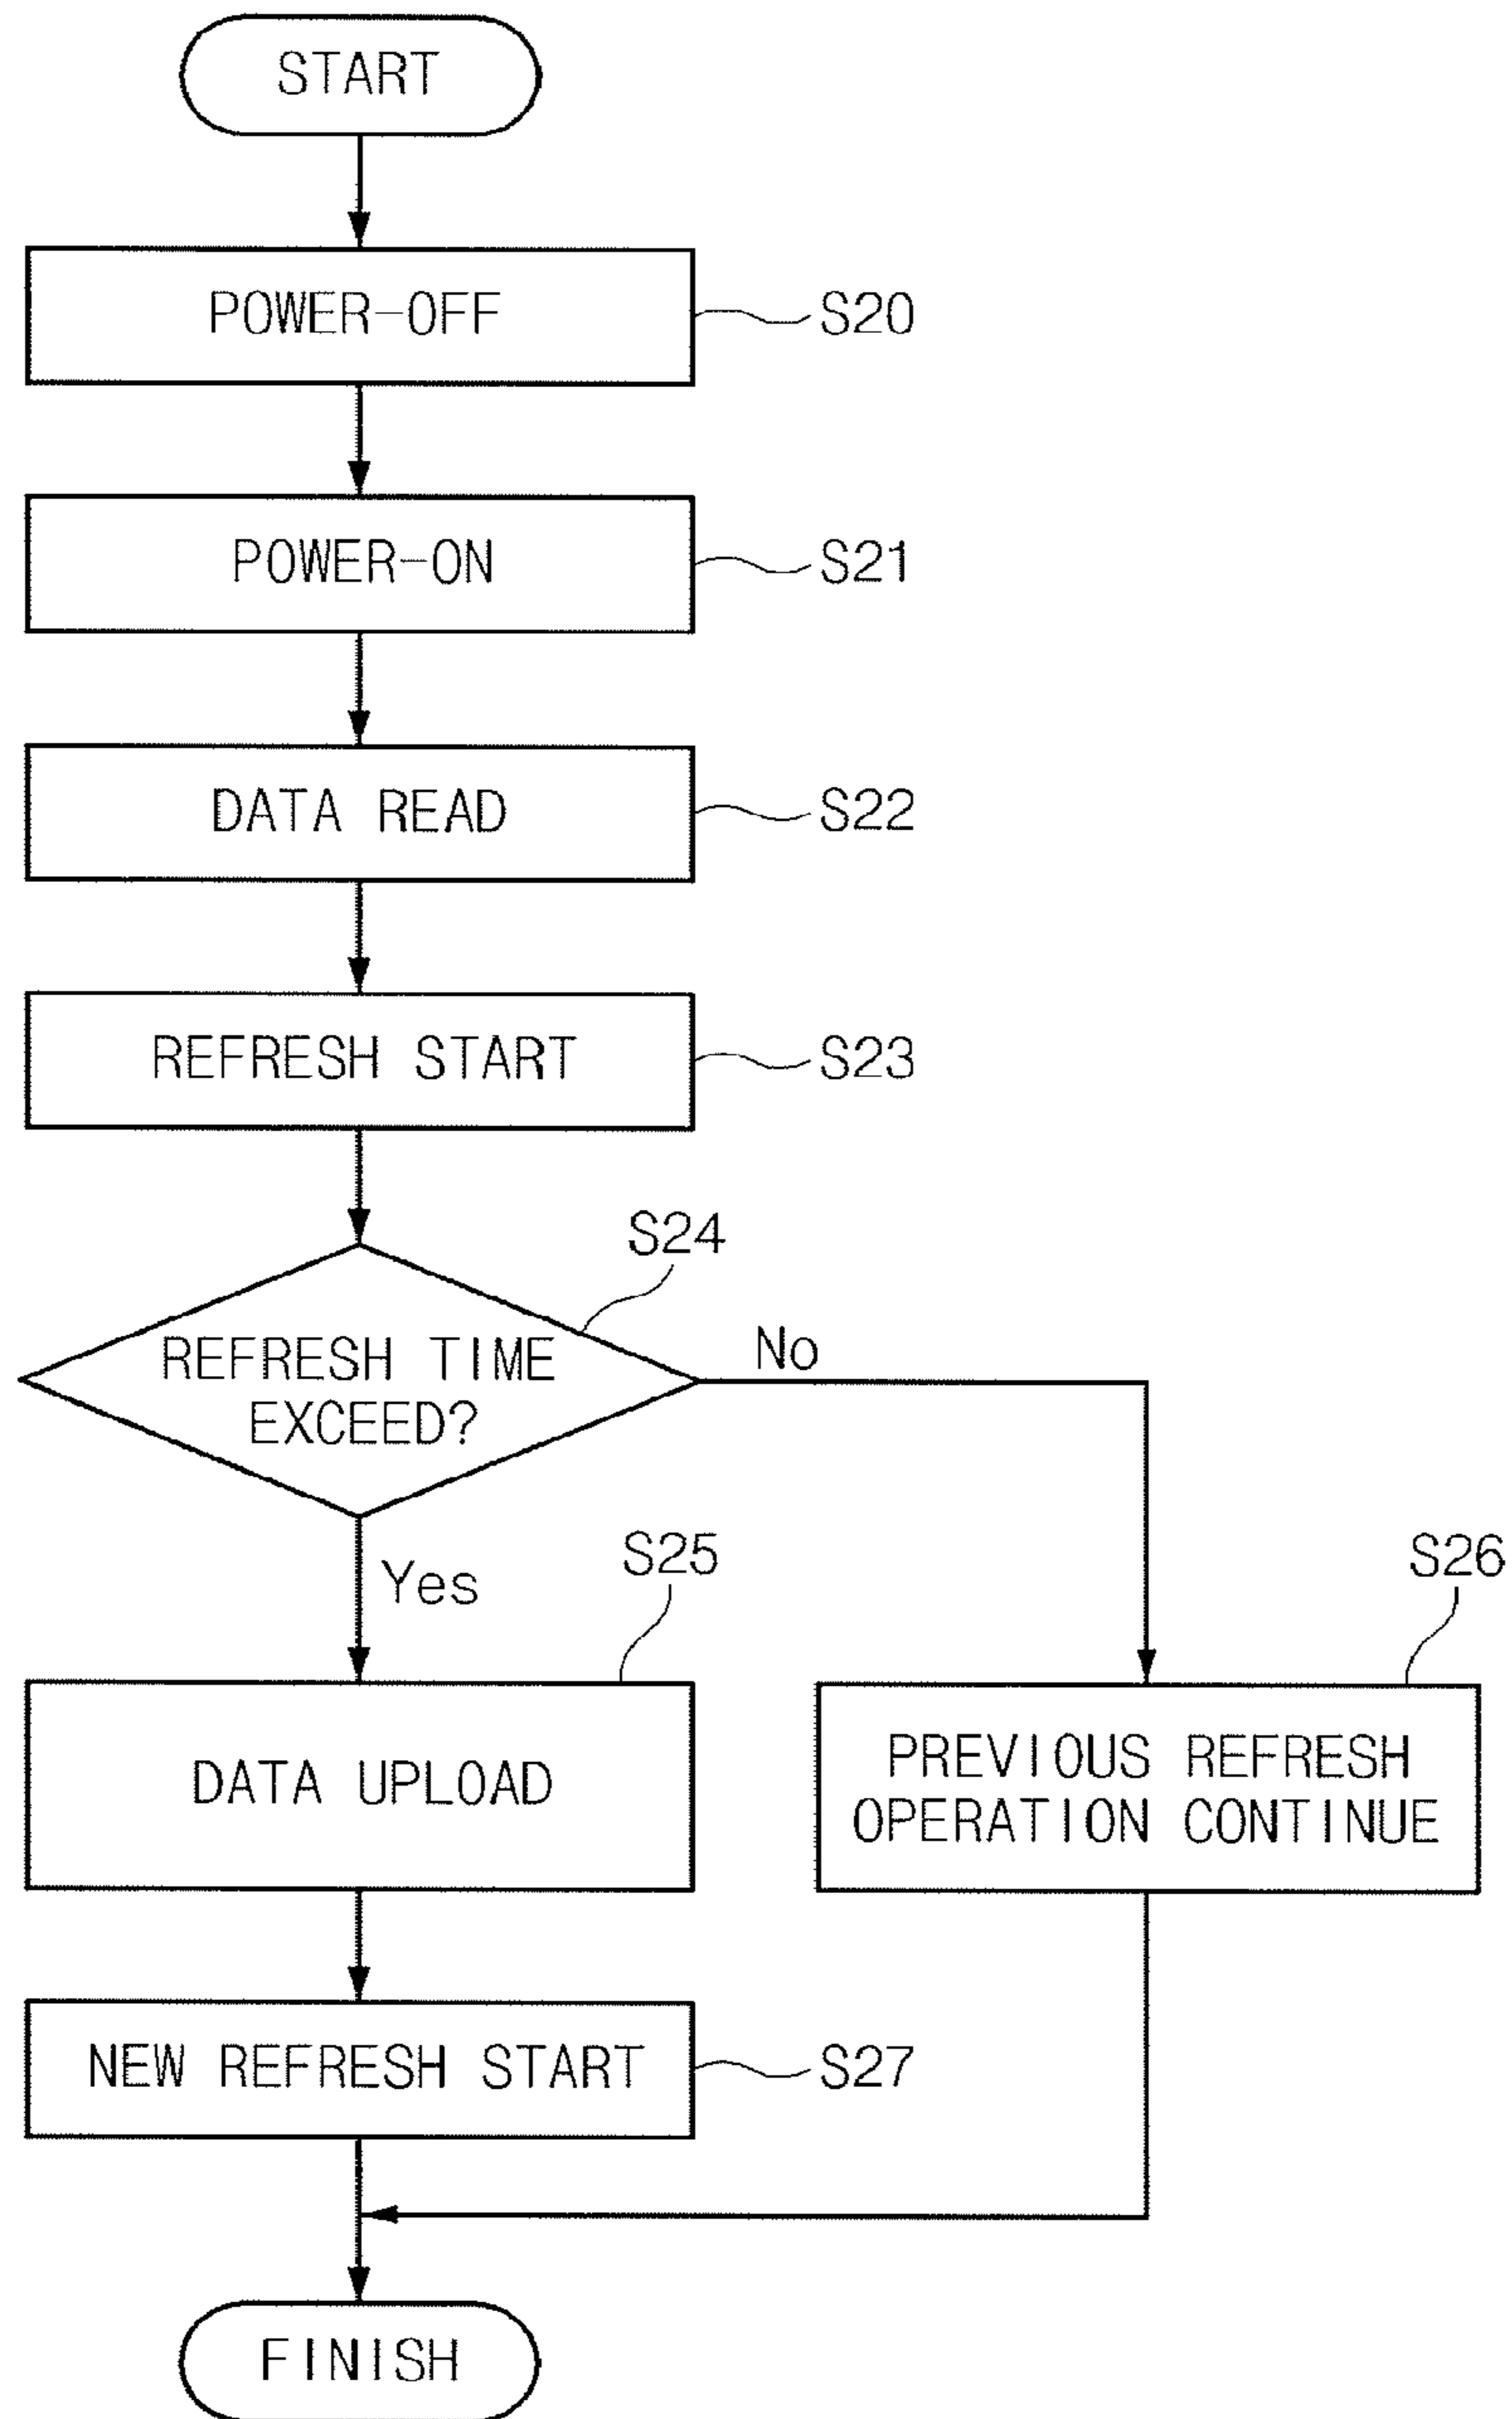 START
POWER-OFF
S20
POWER-ON
S21
DATA READ
S22
REFRESH START
S23
S24
REFRESH TIME
EXCEED?
No
Yes
S25
S26
DATA UPLOAD
PREVIOUS REFRESH
OPERATION CONTINUE
NEW REFRESH START
S27
FINISH